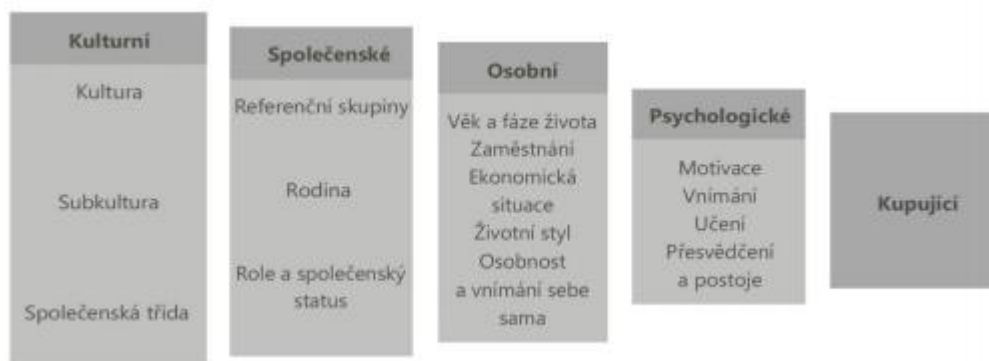 Kulturní
Kultura
Subkultura
Společenská třída
Společenské
Referenční skupiny
Rodina
Role a společenský
status
Osobní
Věk a fáze života
Zaměstnání
Ekonomická
situace
Životní styl
Osobnost
a vnímání sebe
sama
Psychologické
Motivace
Vnímání
Učení
Přesvědčení
a postoje
Kupující